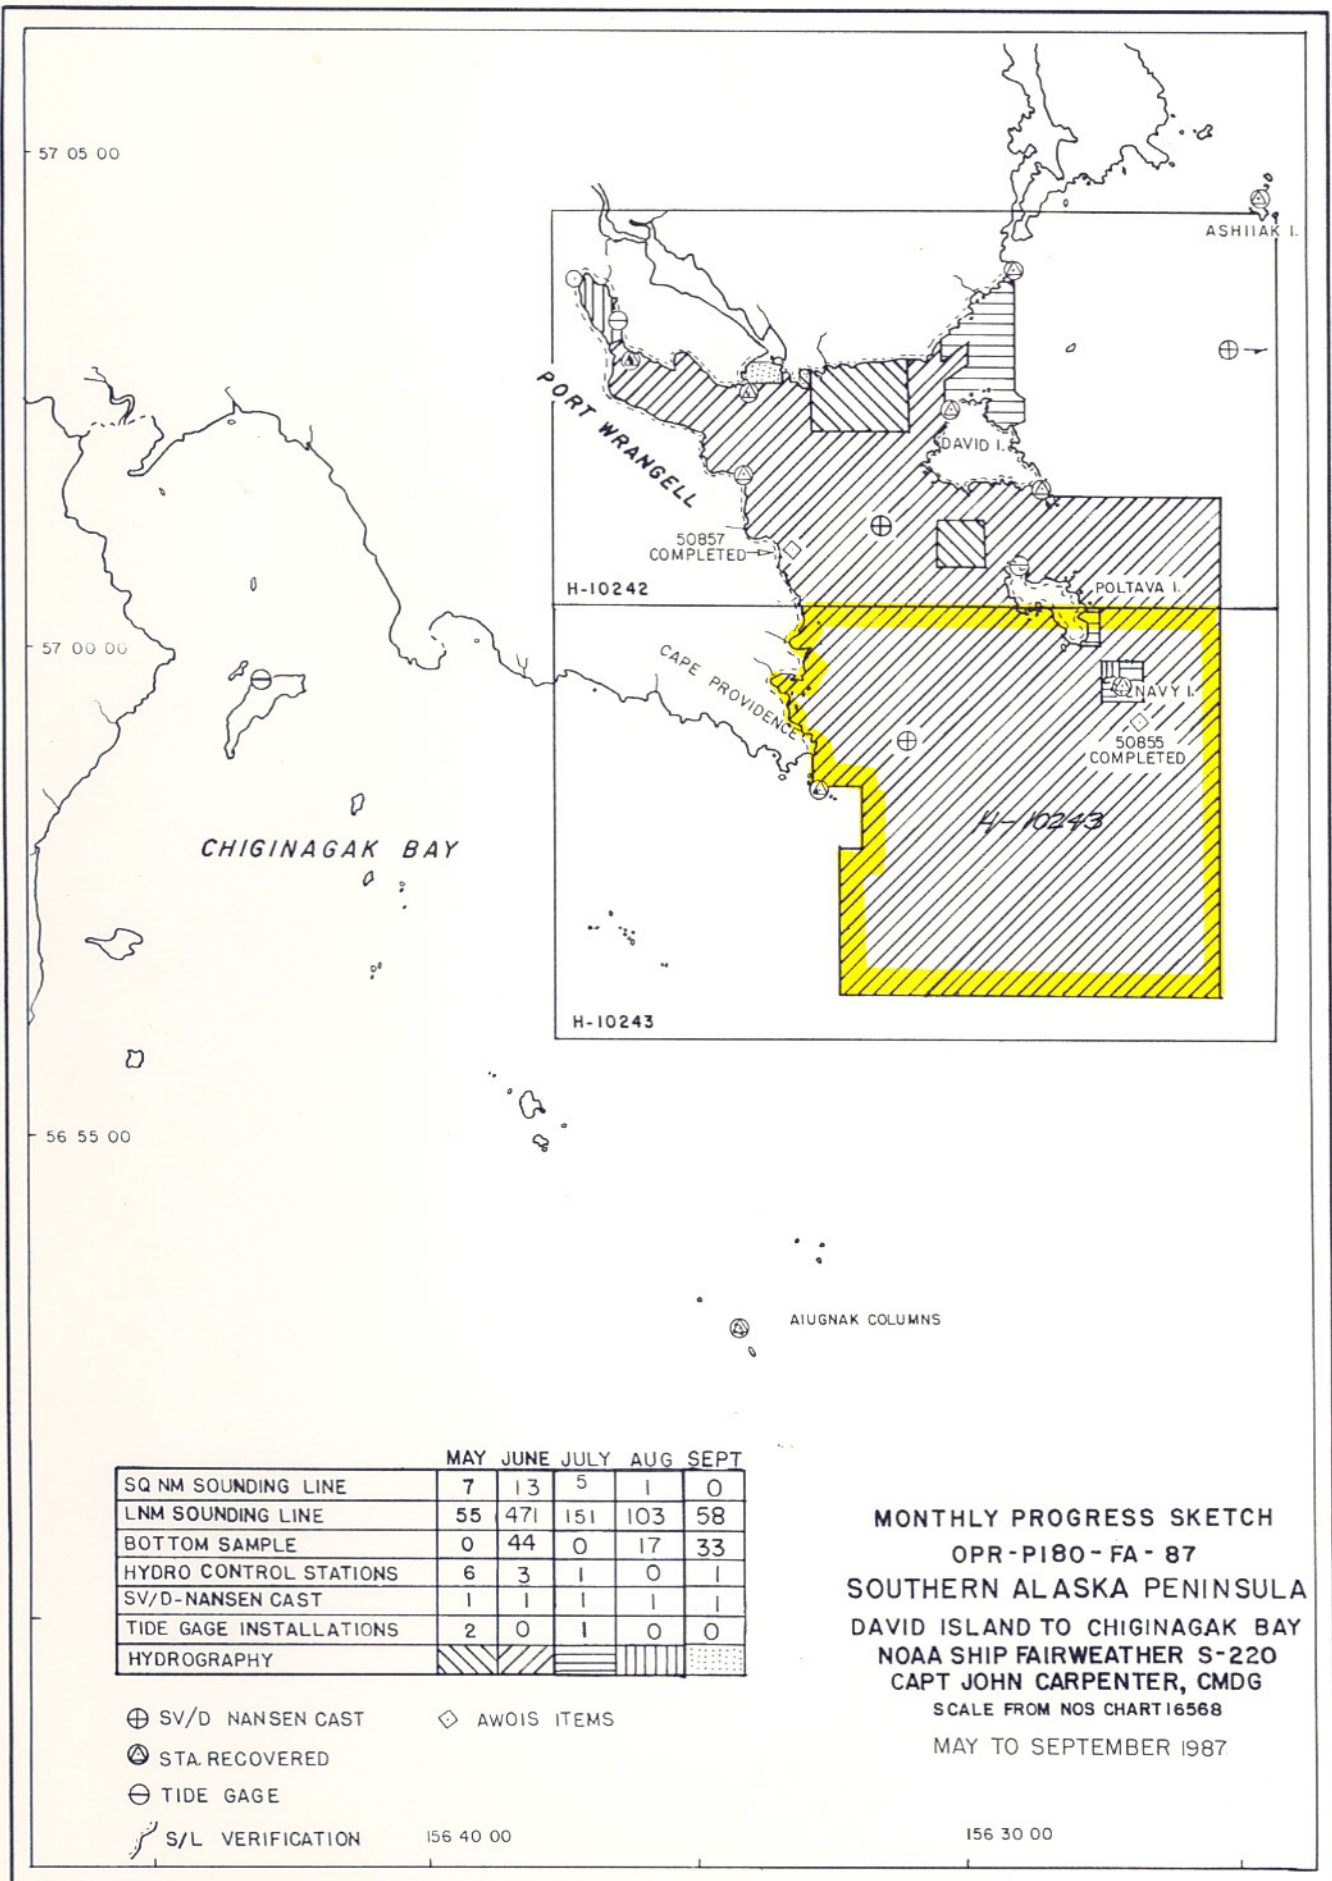 57 05 00
ASHIIAK I.
PORT WRANGELL
DAVID I.
50857
COMPLETED
H-10242
POLTAVA I.
57 00 00
CAPE PROVIDENCE
NAVY I.
50855
COMPLETED
H-10243
CHIGINAGAK BAY
H-10243
56 55 00
AIUGNAK COLUMNS
MAY JUNE JULY AUG SEPT
SQ NM SOUNDING LINE 7 13 5 1 0
LNM SOUNDING LINE 55 471 151 103 58
BOTTOM SAMPLE 0 44 0 17 33
HYDRO CONTROL STATIONS 6 3 1 0 1
SV/D-NANSEN CAST 1 1 1 1 1
TIDE GAGE INSTALLATIONS 2 0 1 0 0
HYDROGRAPHY
SV/D NANSEN CAST
AWOIS ITEMS
STA. RECOVERED
TIDE GAGE
S/L VERIFICATION
MONTHLY PROGRESS SKETCH
OPR-P180-FA-87
SOUTHERN ALASKA PENINSULA
DAVID ISLAND TO CHIGINAGAK BAY
NOAA SHIP FAIRWEATHER S-220
CAPT JOHN CARPENTER, CMDG
SCALE FROM NOS CHART 16568
MAY TO SEPTEMBER 1987
156 40 00
156 30 00